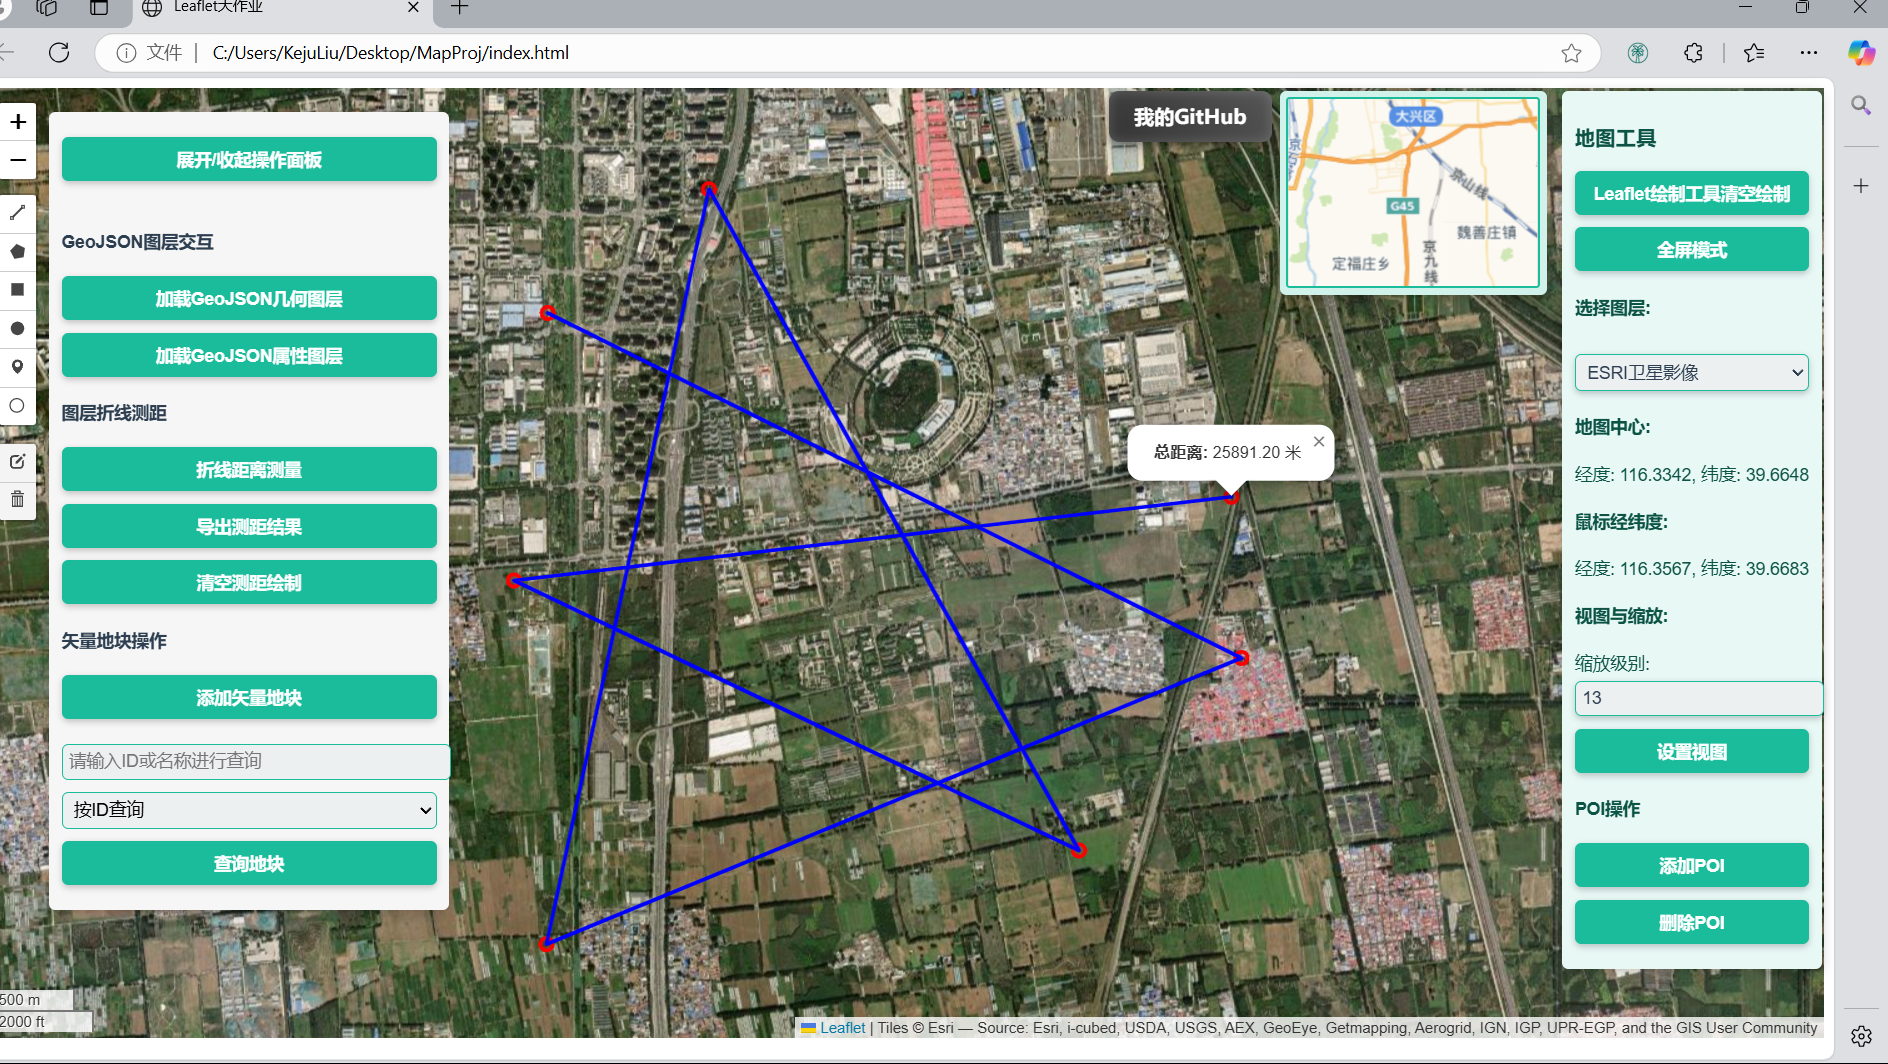 Leaflet大作业
文件
C:/Users/KejuLiu/Desktop/MapProj/index.html
展开/收起操作面板
GeoJSON图层交互
加载GeoJSON几何图层
加载GeoJSON属性图层
图层折线测距
折线距离测量
导出测距结果
清空测距绘制
矢量地块操作
添加矢量地块
请输入ID或名称进行查询
按ID查询
查询地块
500 m
2000 ft
总距离: 25891.20 米
我的GitHub
大兴区
京山线
G45
魏善庄镇
京九线
定福庄乡
地图工具
Leaflet绘制工具清空绘制
全屏模式
选择图层:
ESRI卫星影像
地图中心:
经度: 116.3342, 纬度: 39.6648
鼠标经纬度:
经度: 116.3567, 纬度: 39.6683
视图与缩放:
缩放级别:
13
设置视图
POI操作
添加POI
删除POI
Leaflet | Tiles © Esri — Source: Esri, i-cubed, USDA, USGS, AEX, GeoEye, Getmapping, Aerogrid, IGN, IGP, UPR-EGP, and the GIS User Community